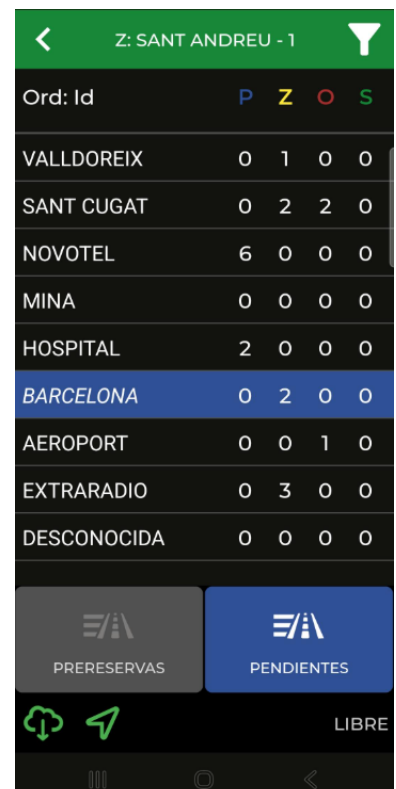 Z: SANT ANDREU - 1
Ord: Id P Z O S
VALLDOREIX 0 1 0 0
SANT CUGAT 0 2 2 0
NOVOTEL 6 0 0 0
MINA 0 0 0 0
HOSPITAL 2 0 0 0
BARCELONA 0 2 0 0
AEROPORT 0 0 1 0
EXTRARADIO 0 3 0 0
DESCONOCIDA 0 0 0 0
PRERESERVAS PENDIENTES
LIBRE